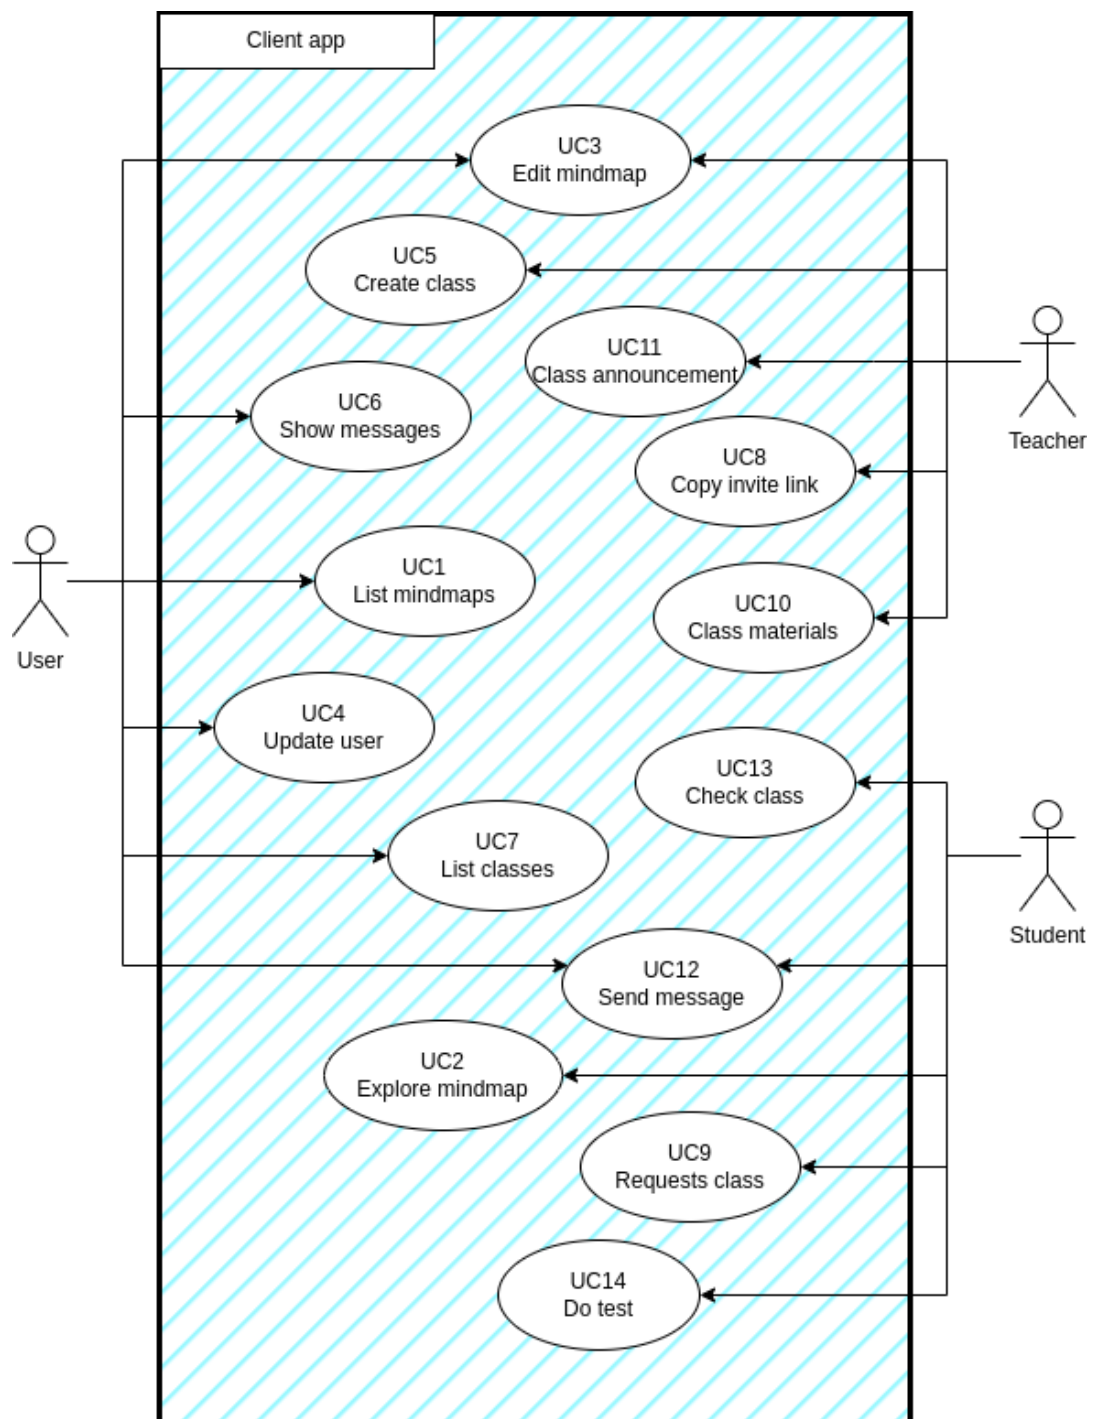 Client app
UC3
Edit mindmap
UC5
Create class
UC11
Class announcement
UC6
Show messages
UC8
Copy invite link
Teacher
UC1
List mindmaps
UC10
Class materials
User
UC4
Update user
UC13
Check class
UC7
List classes
Student
UC12
Send message
UC2
Explore mindmap
UC9
Requests class
UC14
Do test